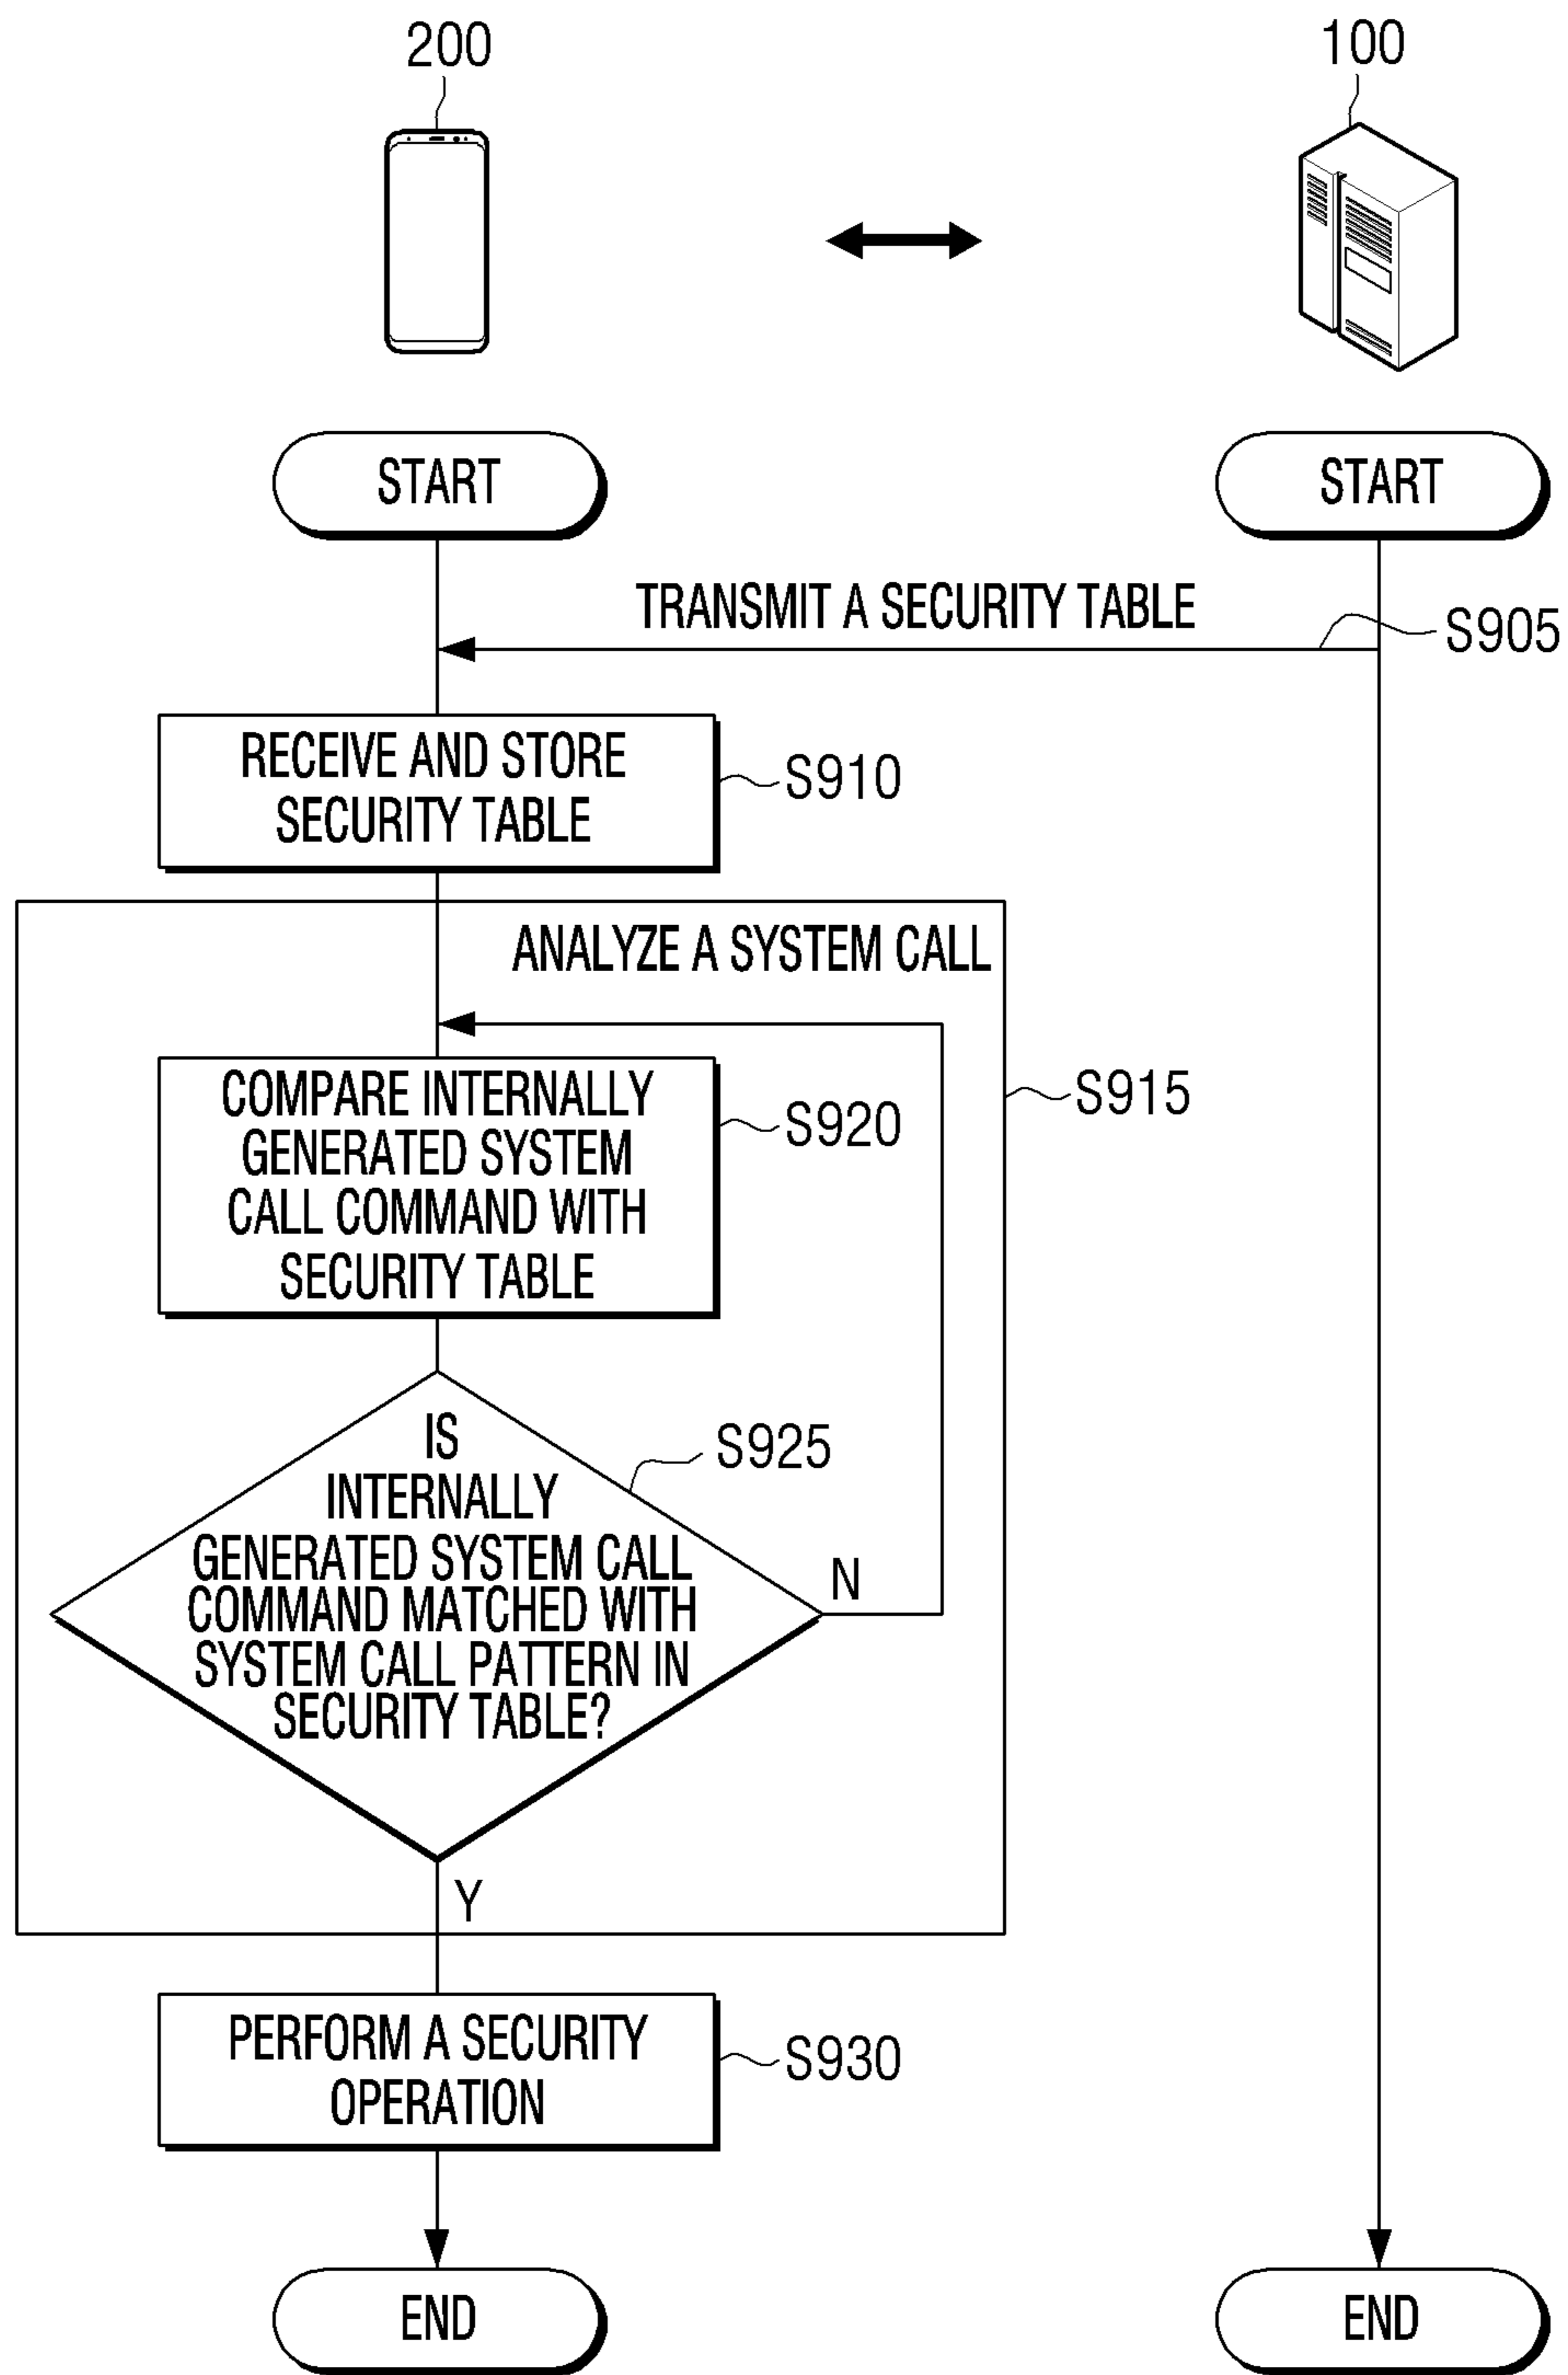 200
100
START
START
TRANSMIT A SECURITY TABLE
S905
RECEIVE AND STORE
SECURITY TABLE
S910
ANALYZE A SYSTEM CALL
S915
COMPARE INTERNALLY
GENERATED SYSTEM
CALL COMMAND WITH
SECURITY TABLE
S920
IS
INTERNALLY
GENERATED SYSTEM CALL
COMMAND MATCHED WITH
SYSTEM CALL PATTERN IN
SECURITY TABLE?
S925
N
Y
PERFORM A SECURITY
OPERATION
S930
END
END